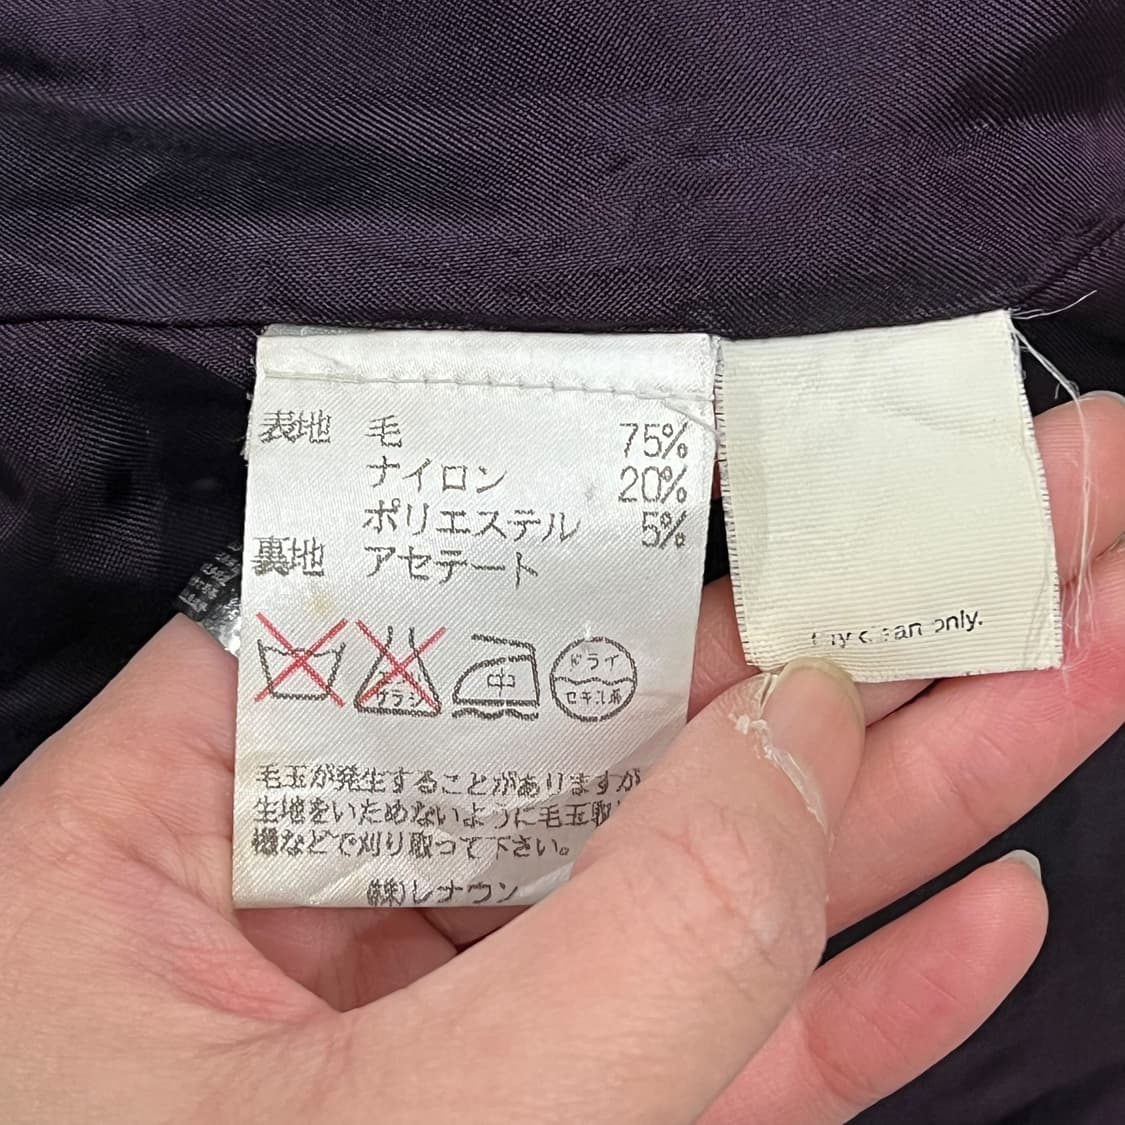 表地 毛 75%
ナイロン 20%
ポリエステル 5%
裏地 アセテート
サラシ
中
ドライ
セキユ系
毛玉が発生することがありますが
生地をいためないように毛玉取
機などで刈り取って下さい。
㈱レナウン
only.